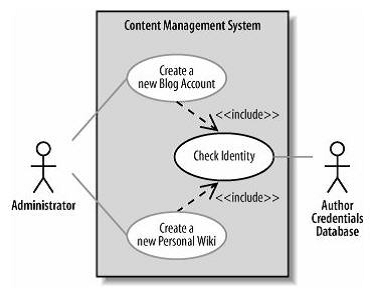 Content Management System
Create a
new Blog Account
<<include>>
Check Identity
<<include>>
Administrator
Author
Credentials
Database
Create a
new Personal Wiki